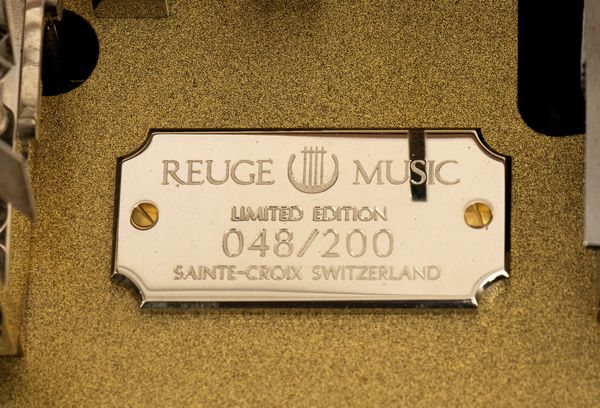 REUGE MUSIC
LIMITED EDITION
048/200
SAINTE-CROIX SWITZERLAND